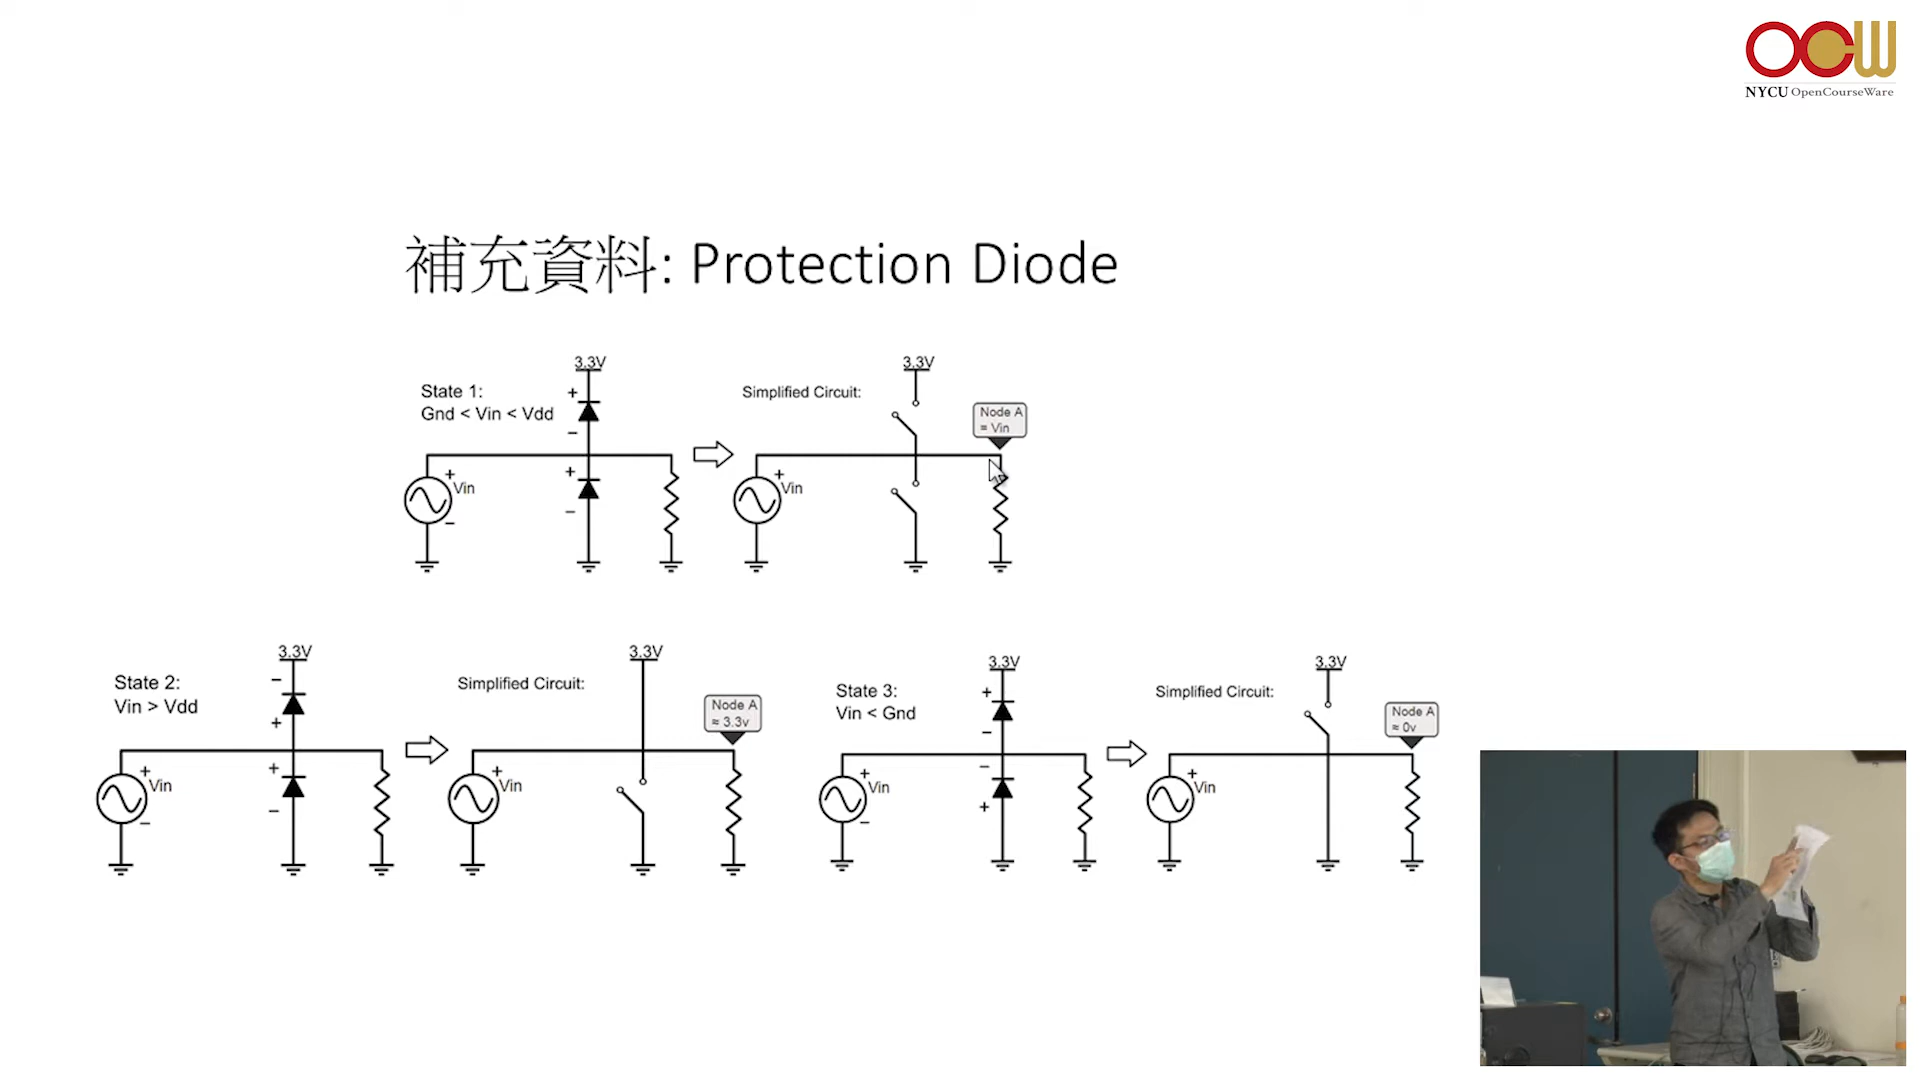 OCW
NYCU OpenCourseWare
補充資料: Protection Diode
State 1:
Gnd < Vin < Vdd
3.3V
+
−
+
−
+
Vin
−
Simplified Circuit:
3.3V
Node A
= Vin
+
Vin
State 2:
Vin > Vdd
3.3V
−
+
+
−
+
Vin
−
Simplified Circuit:
3.3V
Node A
≈ 3.3v
+
Vin
State 3:
Vin < Gnd
3.3V
+
−
−
+
+
Vin
−
Simplified Circuit:
3.3V
Node A
≈ 0v
+
Vin